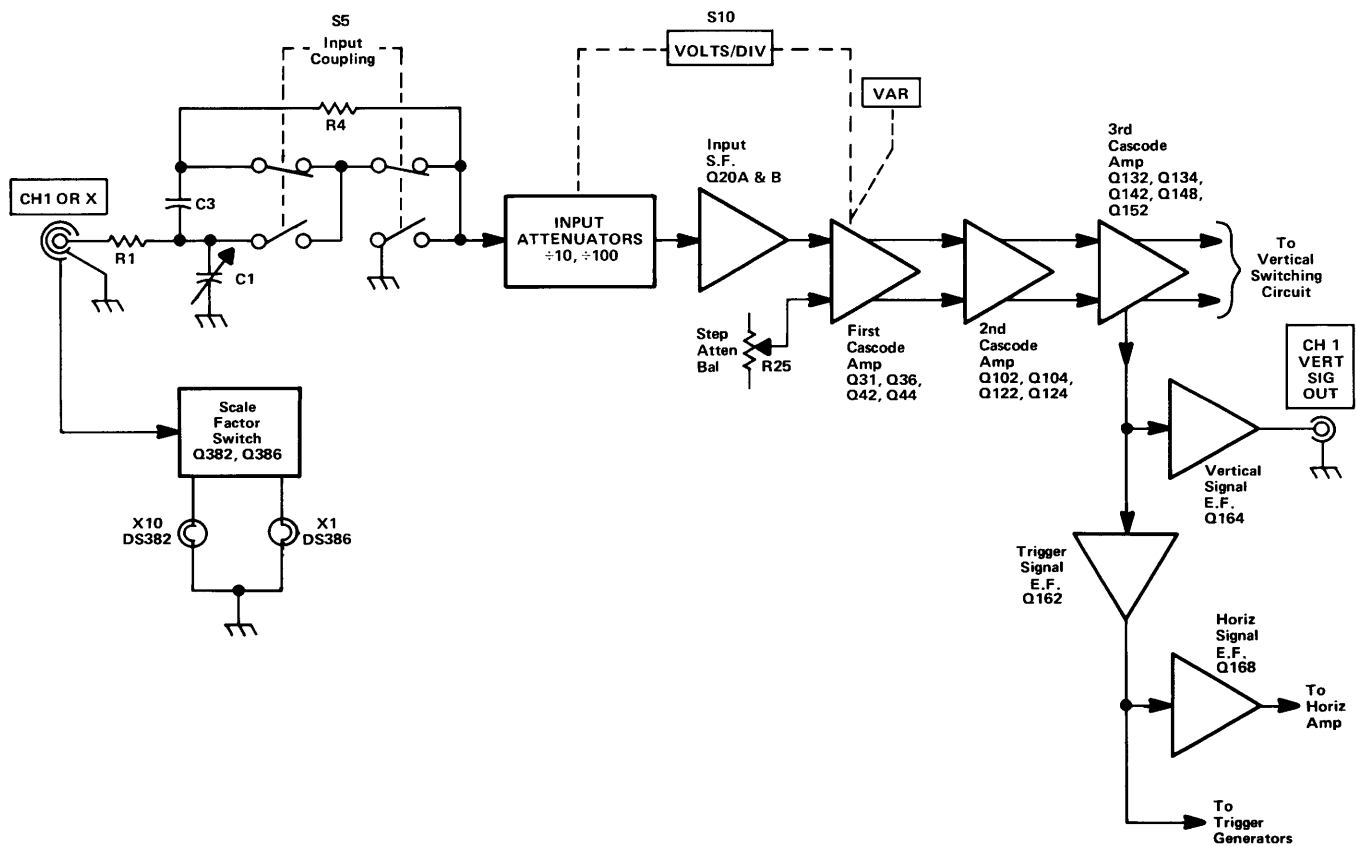 S5
Input
Coupling
S10
VOLTS/DIV
VAR
R4
CH1 OR X
C3
R1
C1
INPUT
ATTENUATORS
÷10, ÷100
Input
S.F.
Q20A & B
3rd
Cascode
Amp
Q132, Q134,
Q142, Q148,
Q152
To
Vertical
Switching
Circuit
Step
Atten
Bal
R25
First
Cascode
Amp
Q31, Q36,
Q42, Q44
2nd
Cascode
Amp
Q102, Q104,
Q122, Q124
CH 1
VERT
SIG
OUT
Scale
Factor
Switch
Q382, Q386
X10
DS382
X1
DS386
Vertical
Signal
E.F.
Q164
Trigger
Signal
E.F.
Q162
Horiz
Signal
E.F.
Q168
To
Horiz
Amp
To
Trigger
Generators